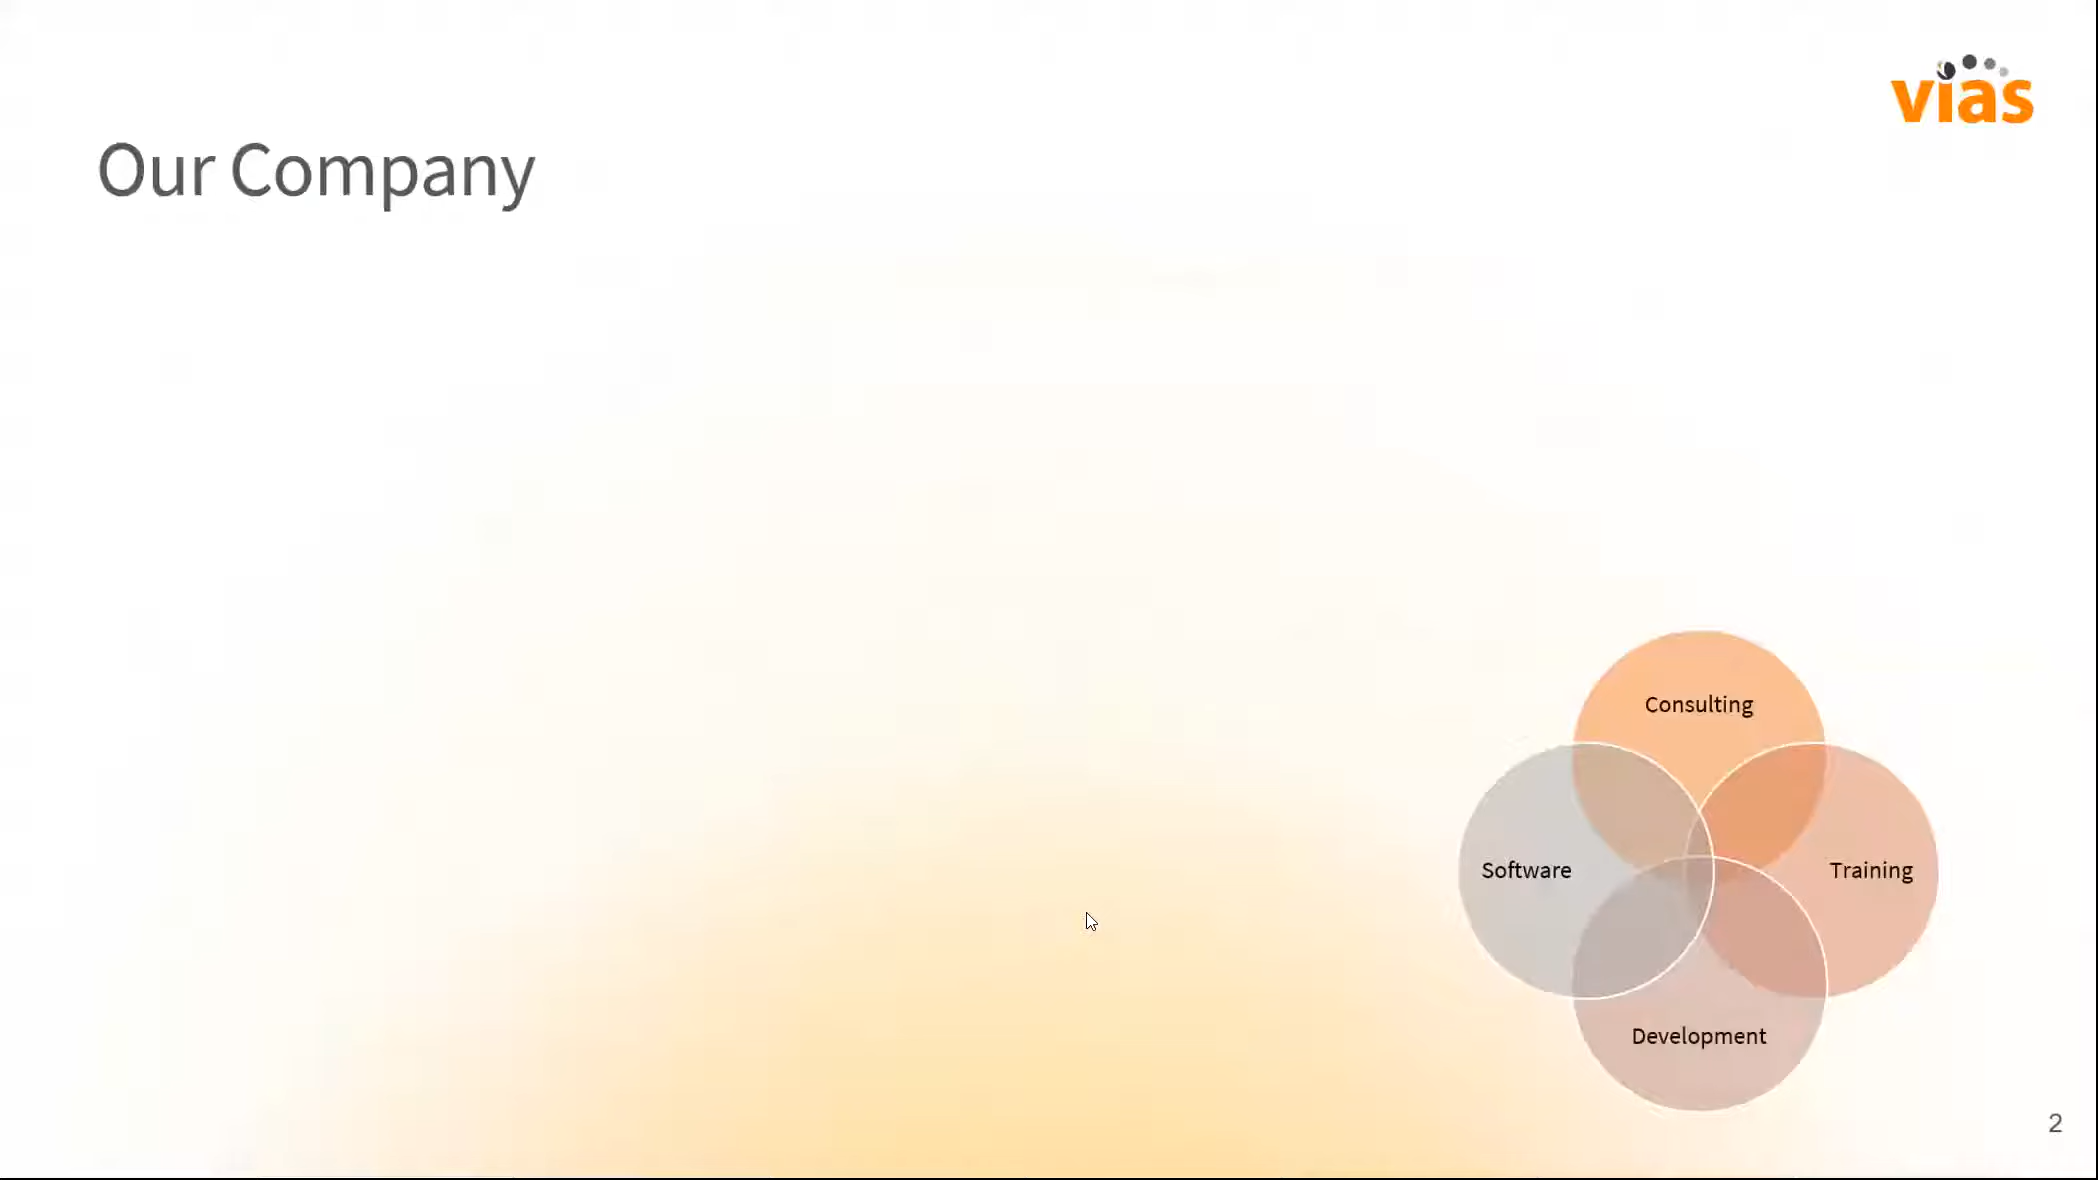 vias
Our Company
Consulting
Software
Training
Development
2